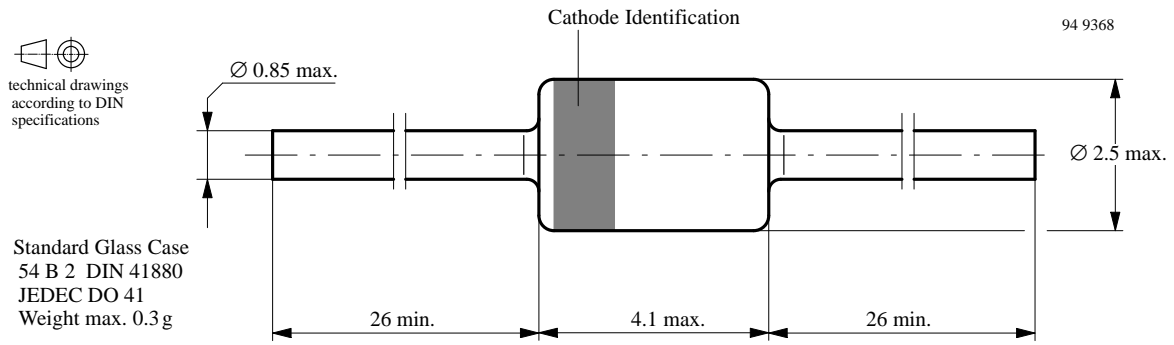 Cathode Identification
94 9368
technical drawings
according to DIN
specifications
∅ 0.85 max.
∅ 2.5 max.
Standard Glass Case
54 B 2 DIN 41880
JEDEC DO 41
Weight max. 0.3 g
26 min.
4.1 max.
26 min.